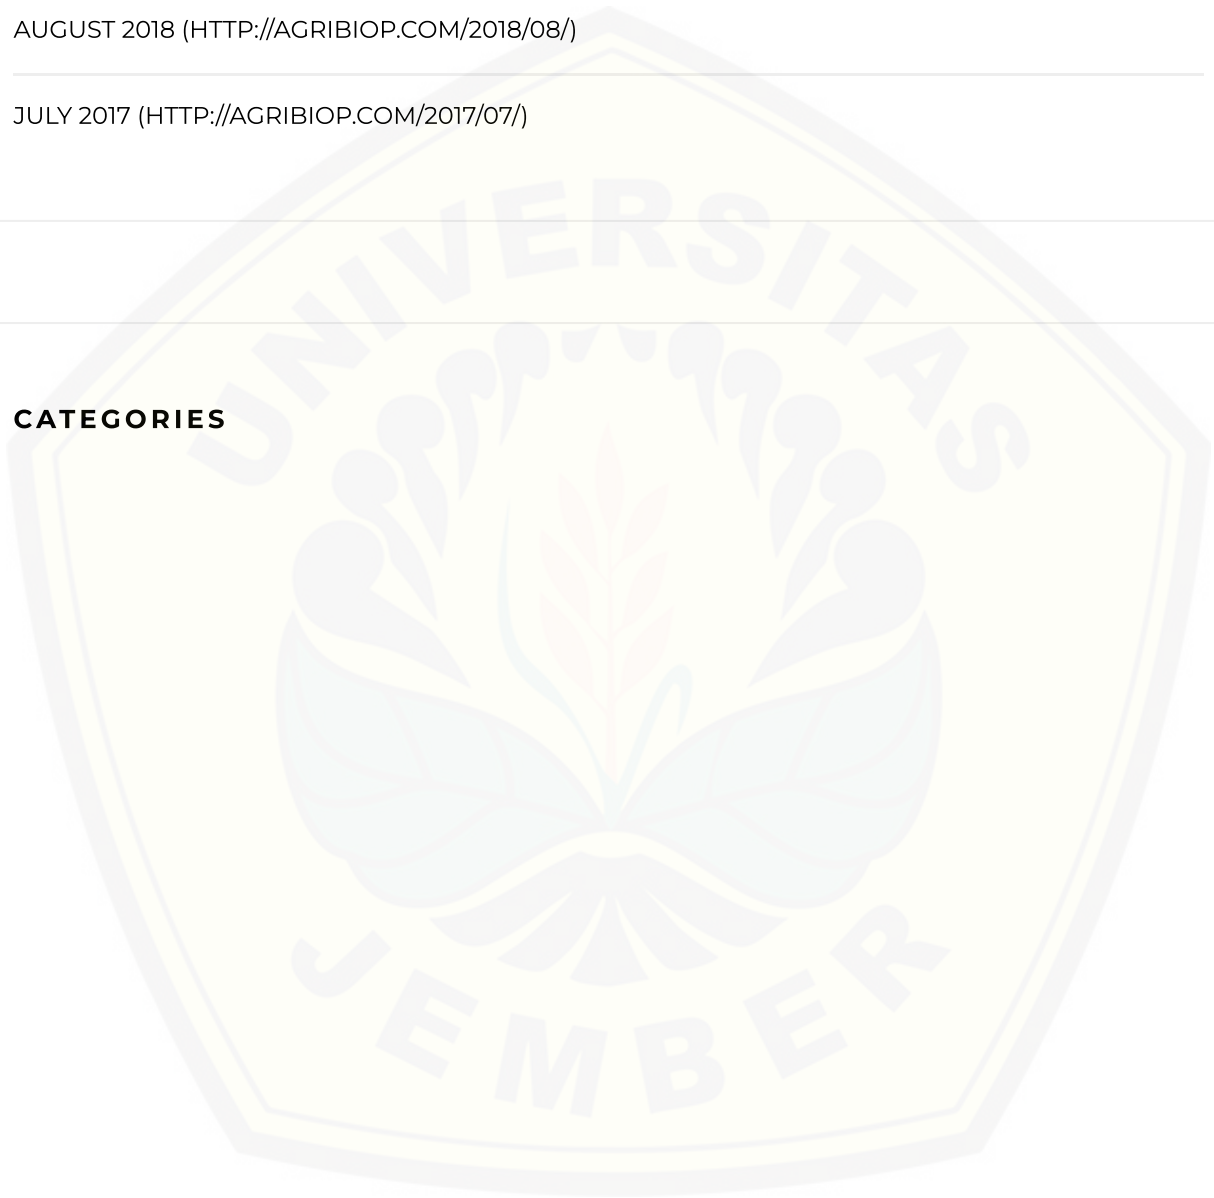 AUGUST 2018 (HTTP://AGRIBIOP.COM/2018/08/)
JULY 2017 (HTTP://AGRIBIOP.COM/2017/07/)
UNIVERSITAS
CATEGORIES
JEMBER